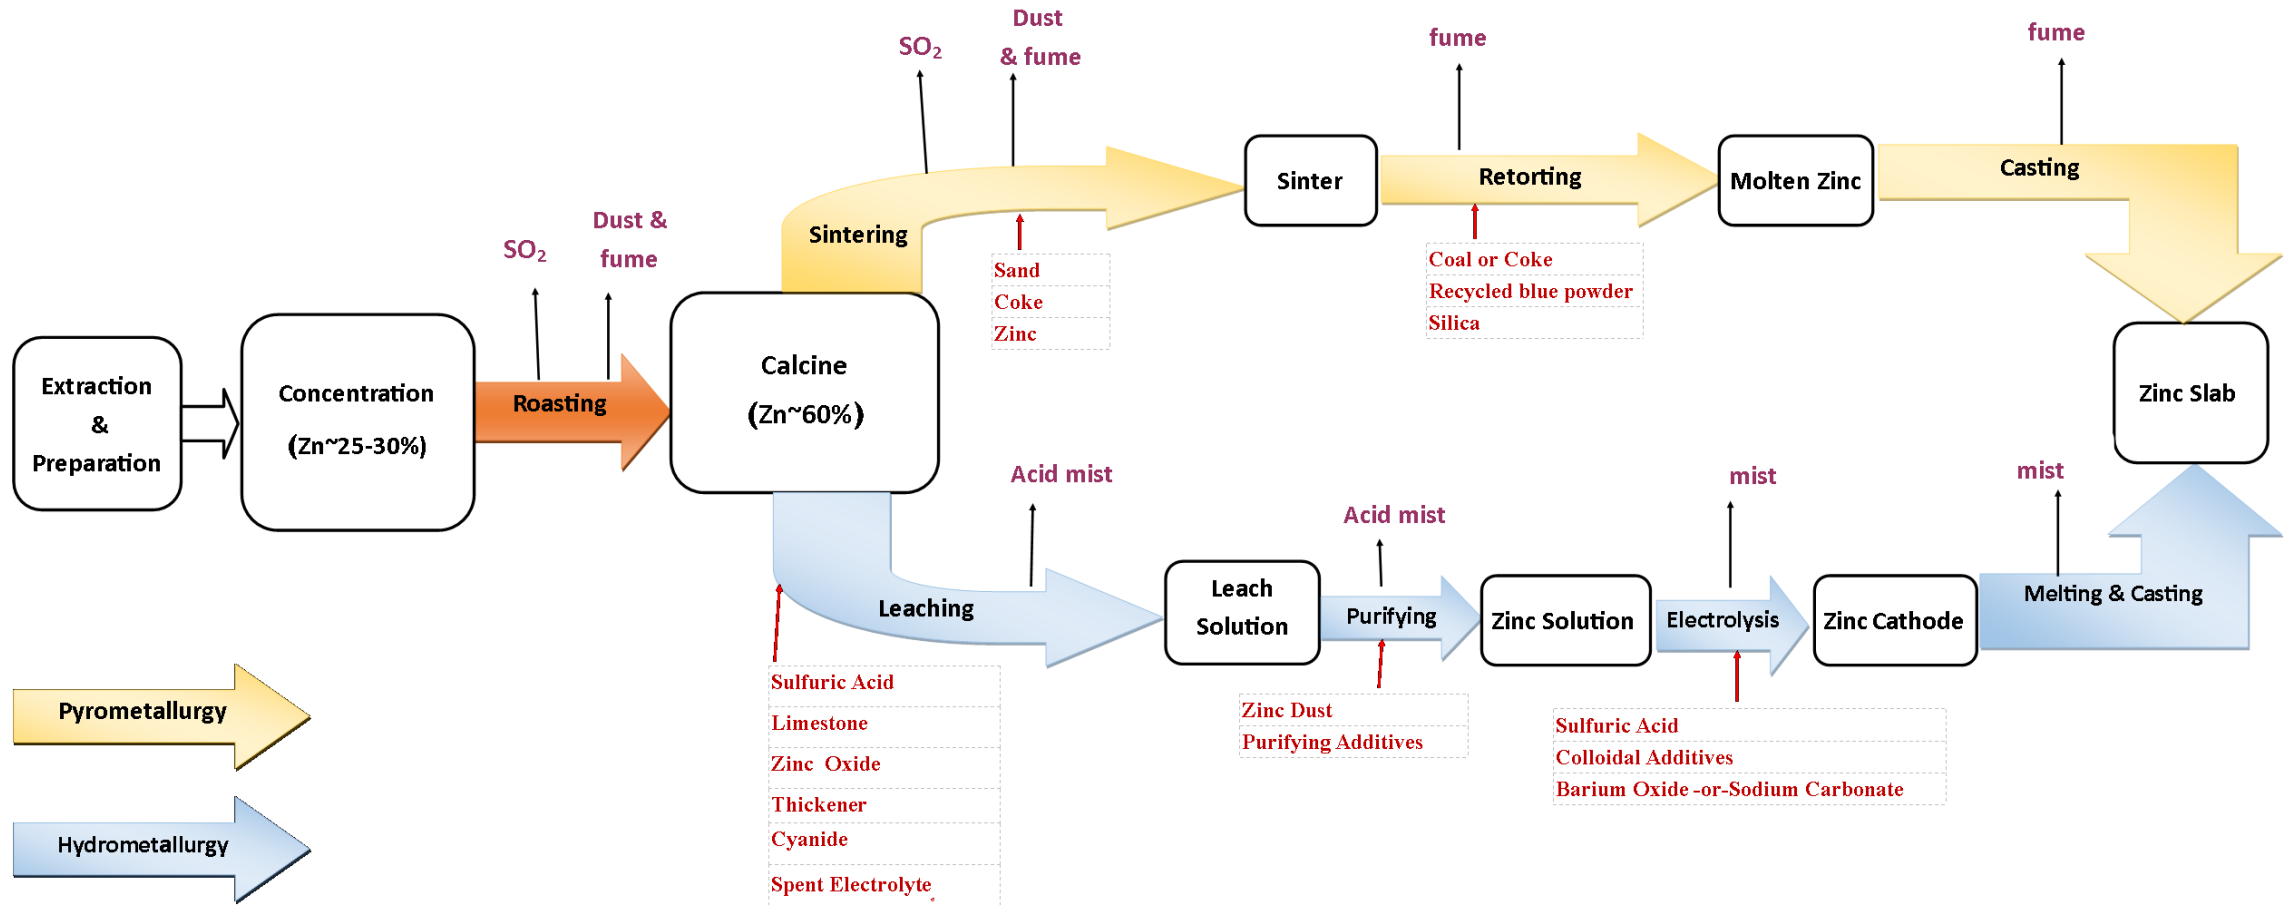 SO₂
Dust
& fume
fume
fume
Sintering
Sand
Coke
Zinc
Sinter
Retorting
Coal or Coke
Recycled blue powder
Silica
Molten Zinc
Casting
Extraction
&
Preparation
Concentration
(Zn~25-30%)
SO₂
Dust &
fume
Roasting
Calcine
(Zn~60%)
Zinc Slab
Acid mist
Leaching
Sulfuric Acid
Limestone
Zinc Oxide
Thickener
Cyanide
Spent Electrolyte
Leach
Solution
Acid mist
Purifying
Zinc Dust
Purifying Additives
Zinc Solution
mist
Electrolysis
Sulfuric Acid
Colloidal Additives
Barium Oxide -or-Sodium Carbonate
Zinc Cathode
mist
Melting & Casting
Pyrometallurgy
Hydrometallurgy